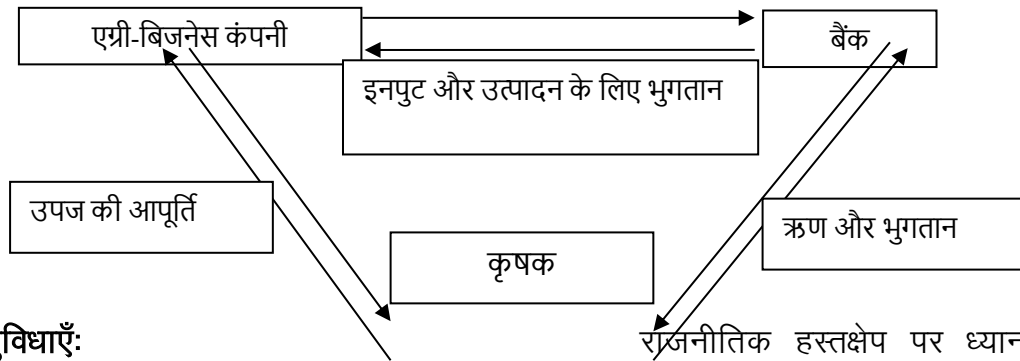 एग्री-बिजनेस कंपनी
बैंक
इनपुट और उत्पादन के लिए भुगतान
उपज की आपूर्ति
ऋण और भुगतान
कृषक
राजनीतिक हस्तक्षेप पर ध्यान